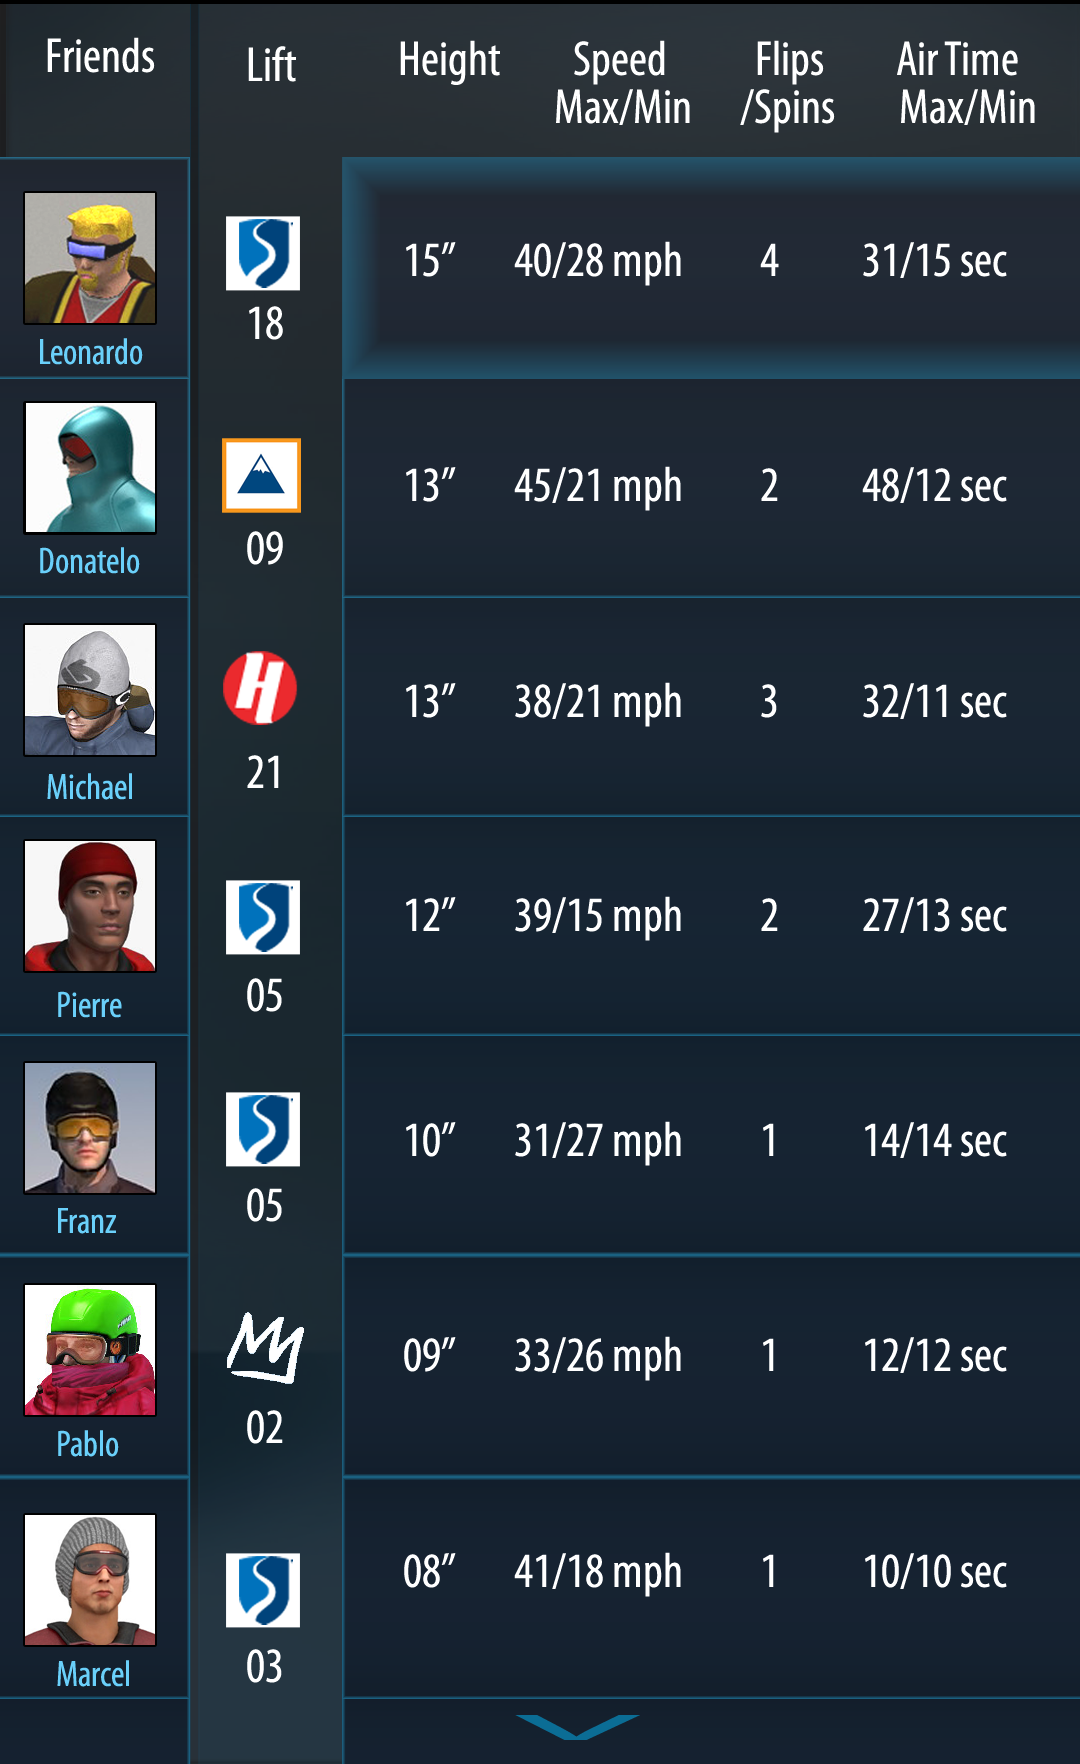 Friends Lift Height Speed Flips Air Time
Max/Min /Spins Max/Min
15” 40/28 mph 4 31/15 sec
18
Leonardo
13” 45/21 mph 2 48/12 sec
09
Donatelo
H
13” 38/21 mph 3 32/11 sec
21
Michael
12” 39/15 mph 2 27/13 sec
05
Pierre
10” 31/27 mph 1 14/14 sec
05
Franz
09” 33/26 mph 1 12/12 sec
02
Pablo
08” 41/18 mph 1 10/10 sec
03
Marcel